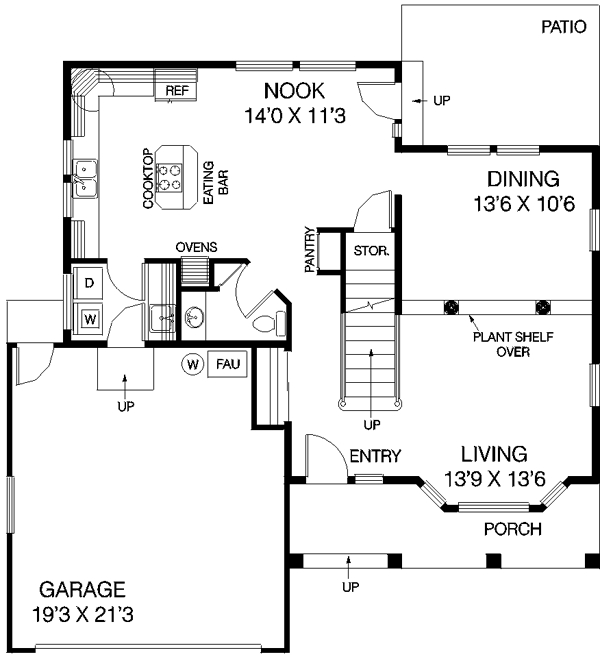 PATIO
REF
NOOK
14'0 X 11'3
UP
COOKTOP
EATING
BAR
DINING
13'6 X 10'6
OVENS
PANTRY
STOR.
D
W
PLANT SHELF
OVER
W
FAU
UP
UP
ENTRY
LIVING
13'9 X 13'6
PORCH
UP
GARAGE
19'3 X 21'3